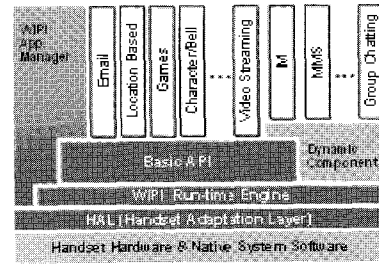 WIPI
App
Manager
Email
Location Based
Games
Character/Bell
...
Video Streaming
IM
MMS
...
Group Chatting
Basic API
Dynamic
Component
WIPI Run-time Engine
HAL (Handset Adaptation Layer)
Handset Hardware & Native System Software